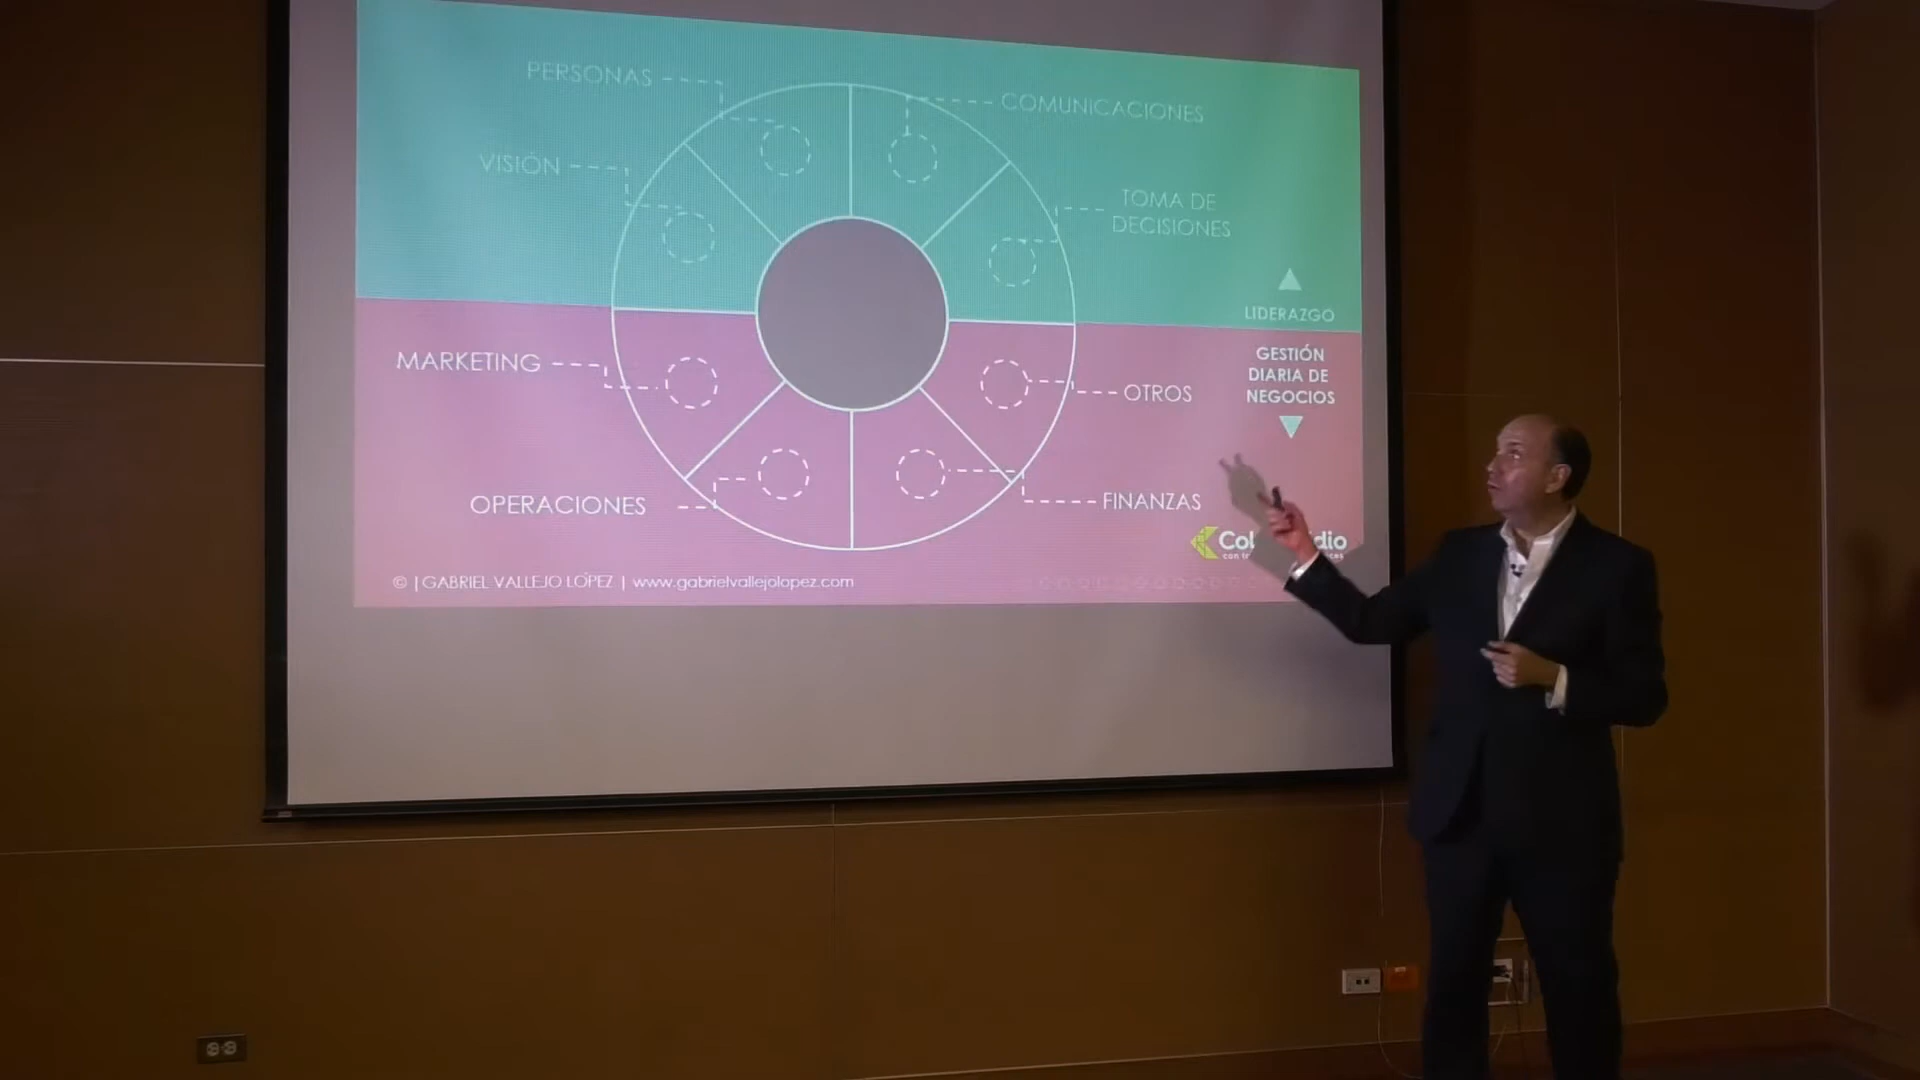 PERSONAS
COMUNICACIONES
VISIÓN
TOMA DE
DECISIONES
LIDERAZGO
GESTIÓN
DIARIA DE
NEGOCIOS
MARKETING
OTROS
OPERACIONES
FINANZAS
© | GABRIEL VALLEJO LÓPEZ | www.gabrielvallejolopez.com